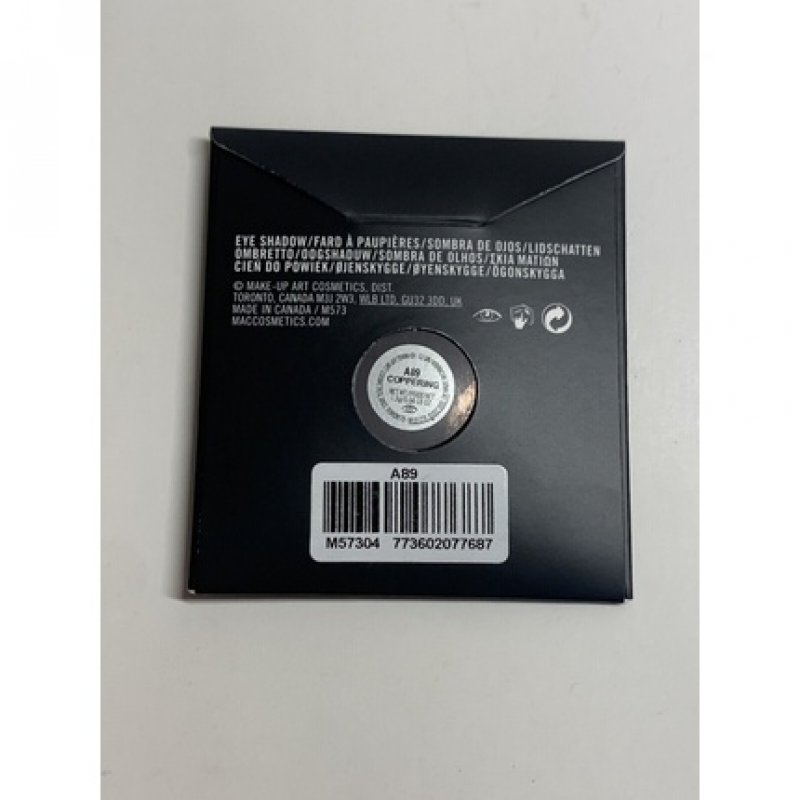 EYE SHADOW/FARD À PAUPIÈRES/SOMBRA DE OJOS/LIDSCHATTEN
OMBRETTO/OOGSHADUW/SOMBRA DE OLHOS/ΣΚΙΑ ΜΑΤΙΩΝ
CIEŃ DO POWIEK/ØJENSKYGGE/ØYENSKYGGE/ÖGONSKYGGA
© MAKE-UP ART COSMETICS, DIST.
TORONTO, CANADA M3J 2W3, WLB LTD, GU32 3DD, UK
MADE IN CANADA / M573
MACCOSMETICS.COM
A89
COPPERING
A89
M57304 773602077687